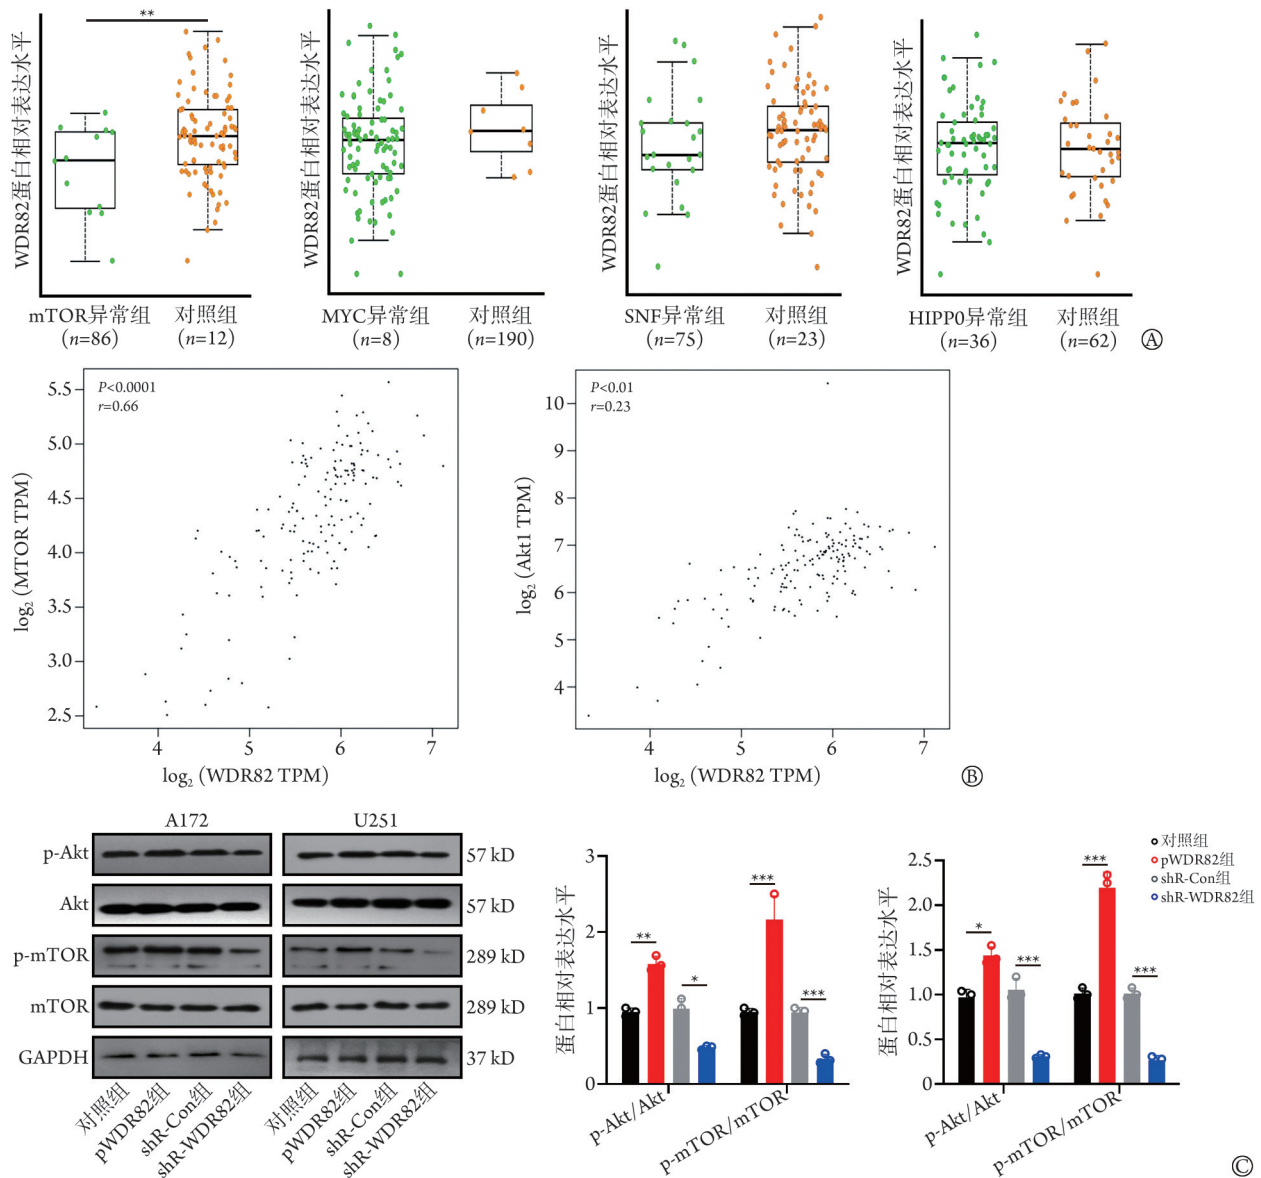 **
WDR82蛋白相对表达水平
WDR82蛋白相对表达水平
WDR82蛋白相对表达水平
WDR82蛋白相对表达水平
mTOR异常组 对照组 MYC异常组 对照组 SNF异常组 对照组 HIPP0异常组 对照组
(n=86) (n=12) (n=8) (n=190) (n=75) (n=23) (n=36) (n=62) Ⓐ
P<0.0001
r=0.66
5.5
5.0
4.5
4.0
3.5
3.0
2.5
log₂ (MTOR TPM)
4 5 6 7
log₂ (WDR82 TPM)
P<0.01
r=0.23
10
9
8
7
6
5
4
log₂ (Akt1 TPM)
4 5 6 7
log₂ (WDR82 TPM)
Ⓑ
A172 U251
p-Akt 57 kD
Akt 57 kD
p-mTOR 289 kD
mTOR 289 kD
GAPDH 37 kD
对照组 pWDR82组 shR-Con组 shR-WDR82组
对照组 pWDR82组 shR-Con组 shR-WDR82组
蛋白相对表达水平
3
2
1
0
** * *** ***
p-Akt/Akt p-mTOR/mTOR
蛋白相对表达水平
2.5
2.0
1.5
1.0
0.5
0
* *** *** ***
p-Akt/Akt p-mTOR/mTOR
对照组
pWDR82组
shR-Con组
shR-WDR82组
Ⓒ